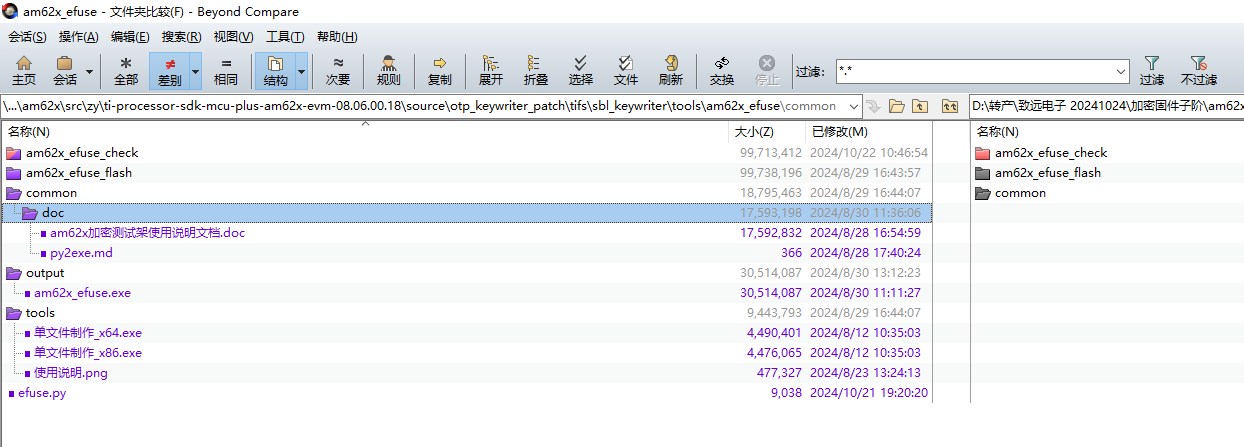 am62x_efuse - 文件夹比较(F) - Beyond Compare
会话(S) 操作(A) 编辑(E) 搜索(R) 视图(V) 工具(T) 帮助(H)
主页 会话 全部 差别 相同 结构 次要 规则 复制 展开 折叠 选择 文件 刷新 交换 停止 过滤: *.* 过滤 不过滤
\...\am62x\src\zy\ti-processor-sdk-mcu-plus-am62x-evm-08.06.00.18\source\otp_keywriter_patch\tifs\sbl_keywriter\tools\am62x_efuse\common D:\转产\致远电子 20241024\加密固件子阶\am62x
名称(N) 大小(Z) 已修改(M) 名称(N)
am62x_efuse_check 99,713,412 2024/10/22 10:46:54 am62x_efuse_check
am62x_efuse_flash 99,738,196 2024/8/29 16:43:57 am62x_efuse_flash
common 18,795,463 2024/8/29 16:44:07 common
doc 17,593,198 2024/8/30 11:36:06
am62x加密测试架使用说明文档.doc 17,592,832 2024/8/28 16:54:59
py2exe.md 366 2024/8/28 17:40:24
output 30,514,087 2024/8/30 13:12:23
am62x_efuse.exe 30,514,087 2024/8/30 11:11:27
tools 9,443,793 2024/8/29 16:44:07
单文件制作_x64.exe 4,490,401 2024/8/12 10:35:03
单文件制作_x86.exe 4,476,065 2024/8/12 10:35:03
使用说明.png 477,327 2024/8/23 13:24:13
efuse.py 9,038 2024/10/21 19:20:20